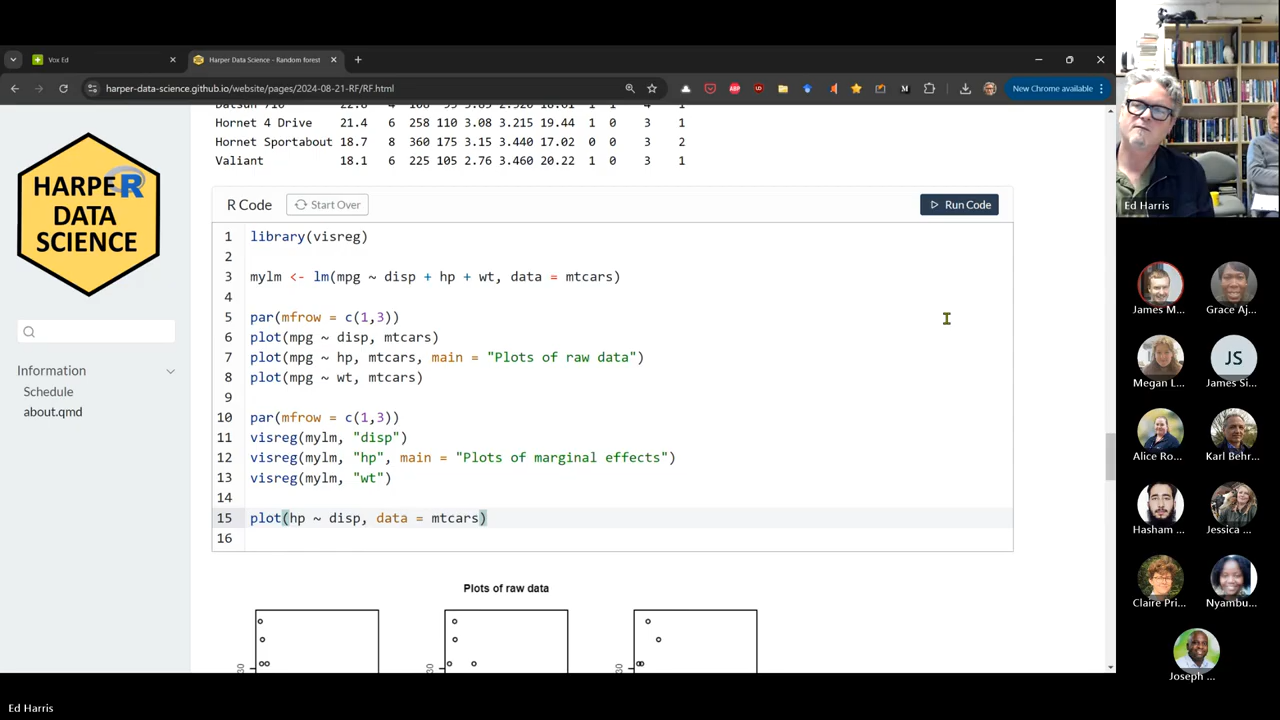 Vox Ed
Harper Data Science - Random forest
harper-data-science.github.io/website/pages/2024-08-21-RF/RF.html
New Chrome available
HARPER
DATA
SCIENCE
Information
Schedule
about.qmd
Hornet 4 Drive 21.4 6 258 110 3.08 3.215 19.44 1 0 3 1
Hornet Sportabout 18.7 8 360 175 3.15 3.440 17.02 0 0 3 2
Valiant 18.1 6 225 105 2.76 3.460 20.22 1 0 3 1
R Code
Start Over
Run Code
1 library(visreg)
2
3 mylm <- lm(mpg ~ disp + hp + wt, data = mtcars)
4
5 par(mfrow = c(1,3))
6 plot(mpg ~ disp, mtcars)
7 plot(mpg ~ hp, mtcars, main = "Plots of raw data")
8 plot(mpg ~ wt, mtcars)
9
10 par(mfrow = c(1,3))
11 visreg(mylm, "disp")
12 visreg(mylm, "hp", main = "Plots of marginal effects")
13 visreg(mylm, "wt")
14
15 plot(hp ~ disp, data = mtcars)
16
Plots of raw data
30
30
30
Ed Harris
James M...
Grace Aj...
Megan L...
JS
James Si...
Alice Ro...
Karl Behr...
Hasham ...
Jessica ...
Claire Pri...
Nyambu...
Joseph ...
Ed Harris